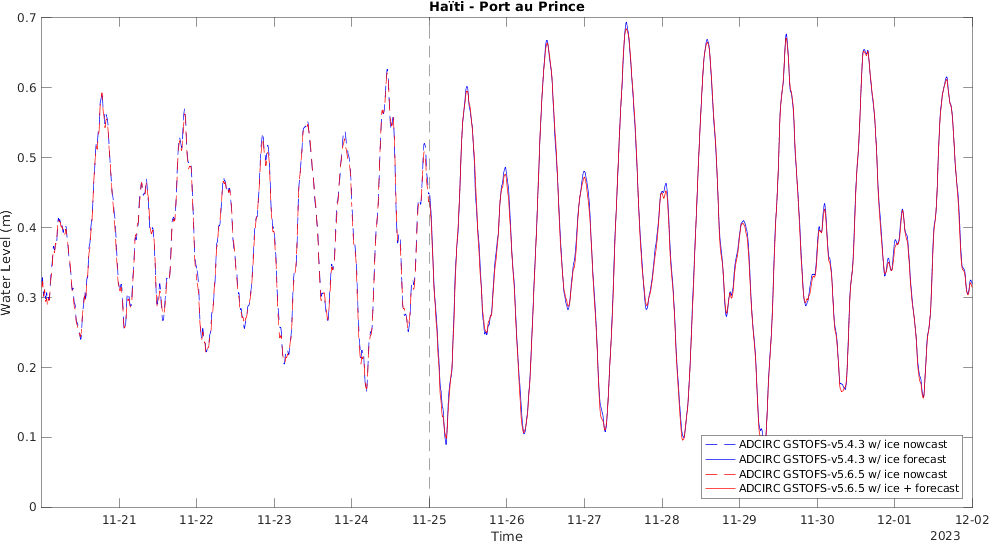 Haïti - Port au Prince
0.7
0.6
0.5
0.4
0.3
0.2
0.1
0
Water Level (m)
ADCIRC GSTOFS-v5.4.3 w/ ice nowcast
ADCIRC GSTOFS-v5.4.3 w/ ice forecast
ADCIRC GSTOFS-v5.6.5 w/ ice nowcast
ADCIRC GSTOFS-v5.6.5 w/ ice + forecast
11-21 11-22 11-23 11-24 11-25 11-26 11-27 11-28 11-29 11-30 12-01 12-02
Time
2023